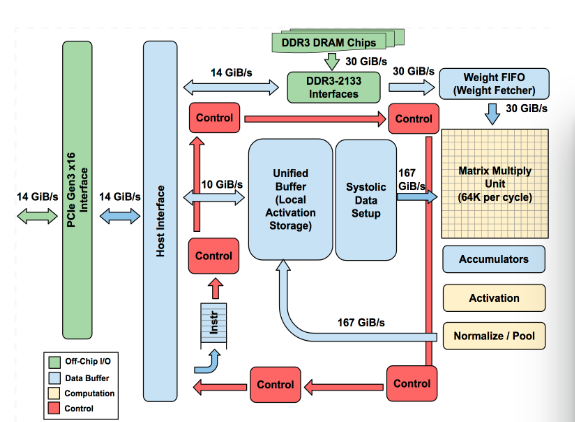 DDR3 DRAM Chips
30 GiB/s
14 GiB/s
DDR3-2133
Interfaces
30 GiB/s
Weight FIFO
(Weight Fetcher)
30 GiB/s
Control
Control
PCIe Gen3 x16
Interface
14 GiB/s
14 GiB/s
Host Interface
10 GiB/s
Unified
Buffer
(Local
Activation
Storage)
Systolic
Data
Setup
167
GiB/s
Matrix Multiply
Unit
(64K per cycle)
Control
Accumulators
Activation
Instr
167 GiB/s
Normalize / Pool
Off-Chip I/O
Data Buffer
Computation
Control
Control
Control